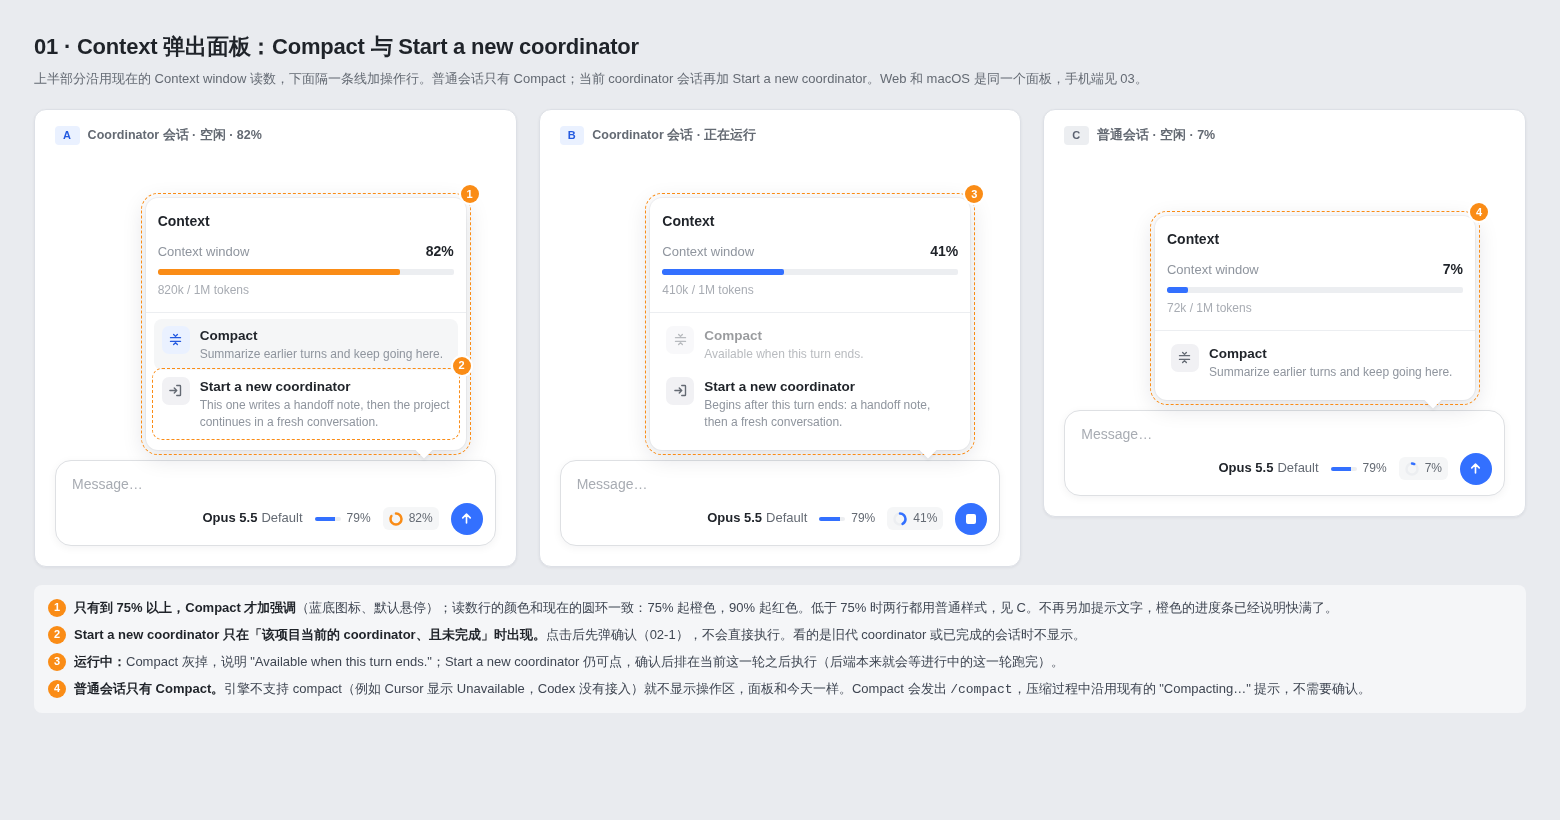 01 · Context 弹出面板：Compact 与 Start a new coordinator
上半部分沿用现在的 Context window 读数，下面隔一条线加操作行。普通会话只有 Compact；当前 coordinator 会话再加 Start a new coordinator。Web 和 macOS 是同一个面板，手机端见 03。
A Coordinator 会话 · 空闲 · 82%
1
Context
Context window 82%
820k / 1M tokens
Compact
Summarize earlier turns and keep going here.
2
Start a new coordinator
This one writes a handoff note, then the project
continues in a fresh conversation.
Message…
Opus 5.5 Default 79% 82%
B Coordinator 会话 · 正在运行
3
Context
Context window 41%
410k / 1M tokens
Compact
Available when this turn ends.
Start a new coordinator
Begins after this turn ends: a handoff note,
then a fresh conversation.
Message…
Opus 5.5 Default 79% 41%
C 普通会话 · 空闲 · 7%
4
Context
Context window 7%
72k / 1M tokens
Compact
Summarize earlier turns and keep going here.
Message…
Opus 5.5 Default 79% 7%
1 只有到 75% 以上，Compact 才加强调（蓝底图标、默认悬停）；读数行的颜色和现在的圆环一致：75% 起橙色，90% 起红色。低于 75% 时两行都用普通样式，见 C。不再另加提示文字，橙色的进度条已经说明快满了。
2 Start a new coordinator 只在「该项目当前的 coordinator、且未完成」时出现。点击后先弹确认（02-1），不会直接执行。看的是旧代 coordinator 或已完成的会话时不显示。
3 运行中：Compact 灰掉，说明 "Available when this turn ends."；Start a new coordinator 仍可点，确认后排在当前这一轮之后执行（后端本来就会等进行中的这一轮跑完）。
4 普通会话只有 Compact。引擎不支持 compact（例如 Cursor 显示 Unavailable，Codex 没有接入）就不显示操作区，面板和今天一样。Compact 会发出 /compact，压缩过程中沿用现有的 "Compacting…" 提示，不需要确认。